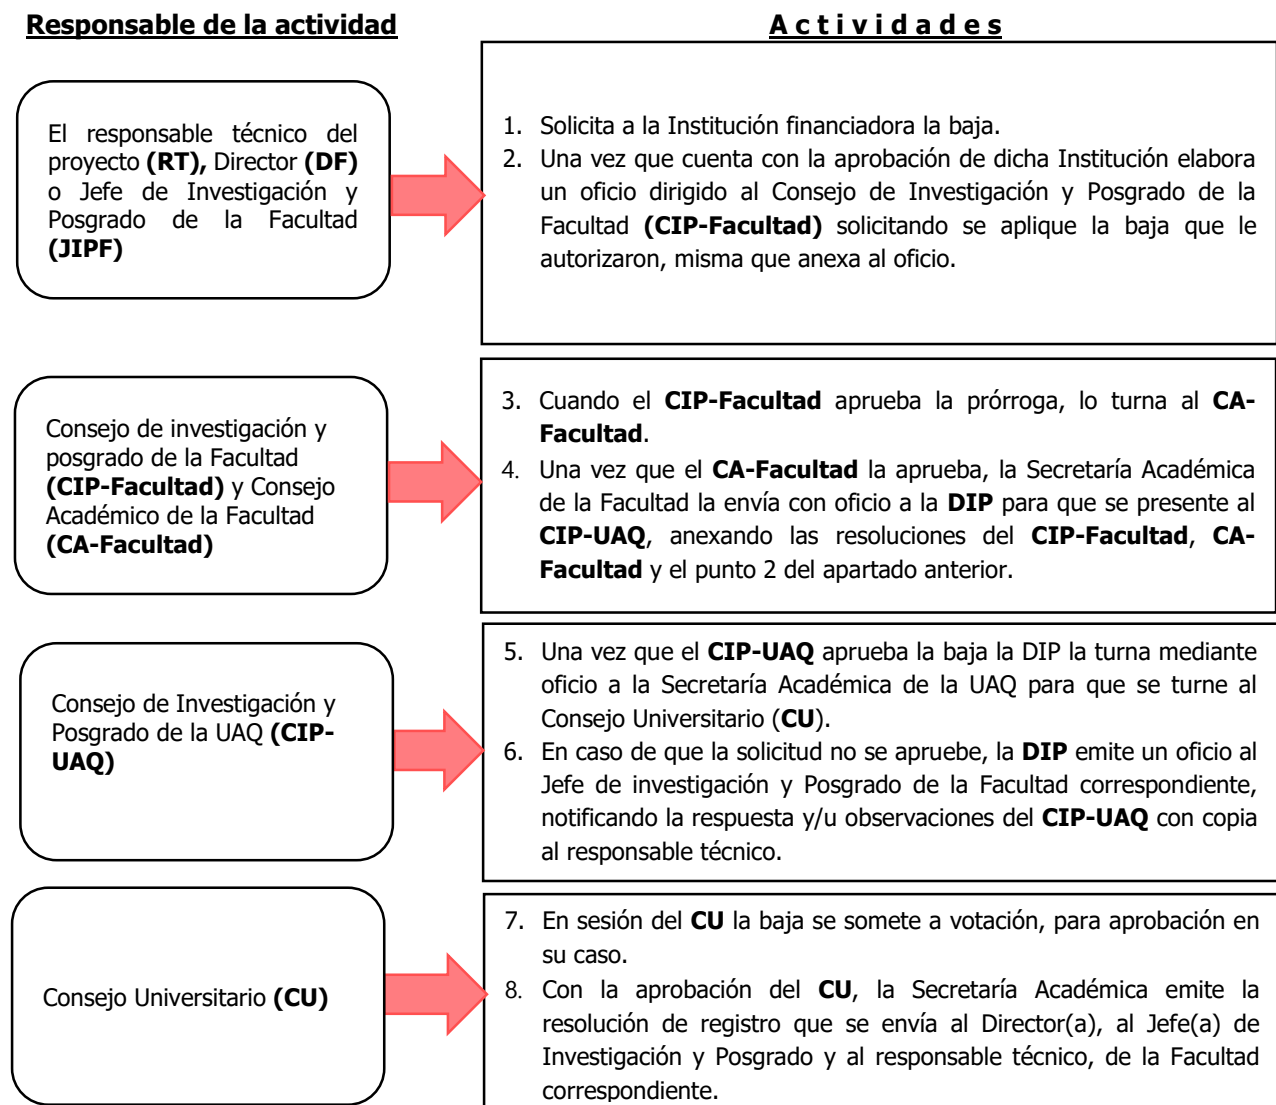 Responsable de la actividad
A c t i v i d a d e s
El responsable técnico del
proyecto (RT), Director (DF)
o Jefe de Investigación y
Posgrado de la Facultad
(JIPF)
1. Solicita a la Institución financiadora la baja.
2. Una vez que cuenta con la aprobación de dicha Institución elabora
un oficio dirigido al Consejo de Investigación y Posgrado de la
Facultad (CIP-Facultad) solicitando se aplique la baja que le
autorizaron, misma que anexa al oficio.
Consejo de investigación y
posgrado de la Facultad
(CIP-Facultad) y Consejo
Académico de la Facultad
(CA-Facultad)
3. Cuando el CIP-Facultad aprueba la prórroga, lo turna al CA-
Facultad.
4. Una vez que el CA-Facultad la aprueba, la Secretaría Académica
de la Facultad la envía con oficio a la DIP para que se presente al
CIP-UAQ, anexando las resoluciones del CIP-Facultad, CA-
Facultad y el punto 2 del apartado anterior.
Consejo de Investigación y
Posgrado de la UAQ (CIP-
UAQ)
5. Una vez que el CIP-UAQ aprueba la baja la DIP la turna mediante
oficio a la Secretaría Académica de la UAQ para que se turne al
Consejo Universitario (CU).
6. En caso de que la solicitud no se apruebe, la DIP emite un oficio al
Jefe de investigación y Posgrado de la Facultad correspondiente,
notificando la respuesta y/u observaciones del CIP-UAQ con copia
al responsable técnico.
Consejo Universitario (CU)
7. En sesión del CU la baja se somete a votación, para aprobación en
su caso.
8. Con la aprobación del CU, la Secretaría Académica emite la
resolución de registro que se envía al Director(a), al Jefe(a) de
Investigación y Posgrado y al responsable técnico, de la Facultad
correspondiente.